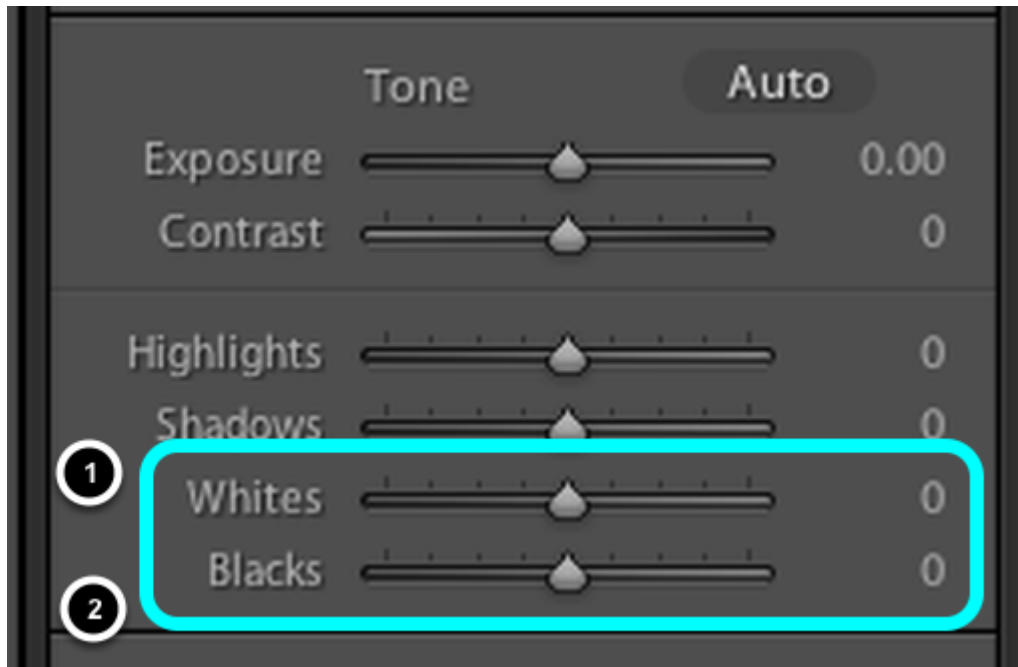 Tone Auto
Exposure 0.00
Contrast 0
Highlights 0
Shadows 0
1
Whites 0
Blacks 0
2